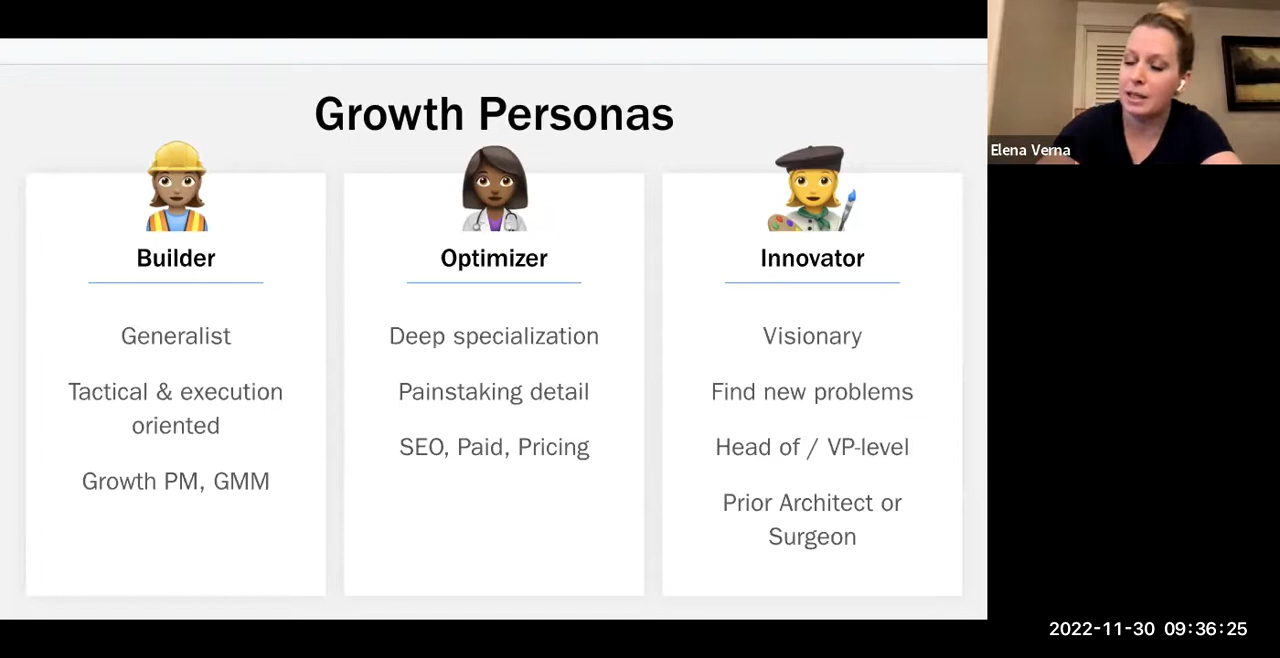 Growth Personas
Builder
Generalist
Tactical & execution
oriented
Growth PM, GMM
Optimizer
Deep specialization
Painstaking detail
SEO, Paid, Pricing
Innovator
Visionary
Find new problems
Head of / VP-level
Prior Architect or
Surgeon
Elena Verna
2022-11-30 09:36:25